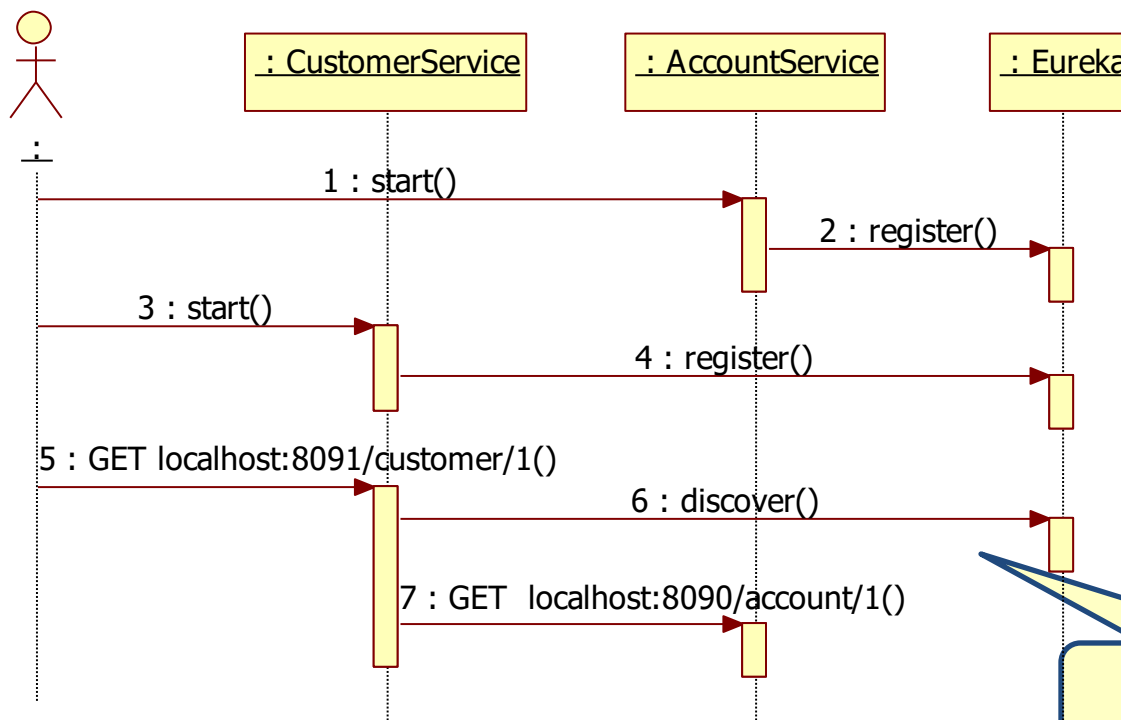 : CustomerService
: AccountService
: Eureka
:
1 : start()
2 : register()
3 : start()
4 : register()
5 : GET localhost:8091/customer/1()
6 : discover()
7 : GET localhost:8090/account/1()